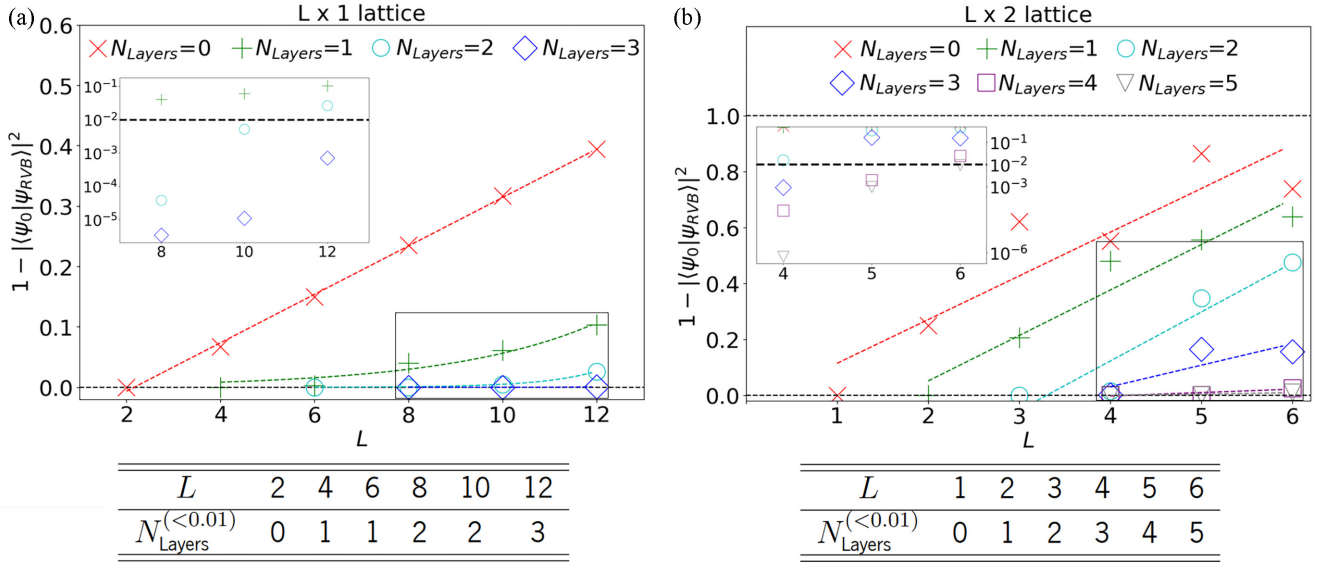 (a)
L x 1 lattice
N_Layers=0 N_Layers=1 N_Layers=2 N_Layers=3
1 − |⟨ψ_0|ψ_RVB⟩|^2
0.6
0.5
0.4
0.3
0.2
0.1
0.0
10^-1
10^-2
10^-3
10^-4
10^-5
8 10 12
2 4 6 8 10 12
L
L 2 4 6 8 10 12
N_Layers^(<0.01) 0 1 1 2 2 3
(b)
L x 2 lattice
N_Layers=0 N_Layers=1 N_Layers=2
N_Layers=3 N_Layers=4 N_Layers=5
1 − |⟨ψ_0|ψ_RVB⟩|^2
1.0
0.8
0.6
0.4
0.2
0.0
10^-1
10^-2
10^-3
10^-6
4 5 6
1 2 3 4 5 6
L
L 1 2 3 4 5 6
N_Layers^(<0.01) 0 1 2 3 4 5